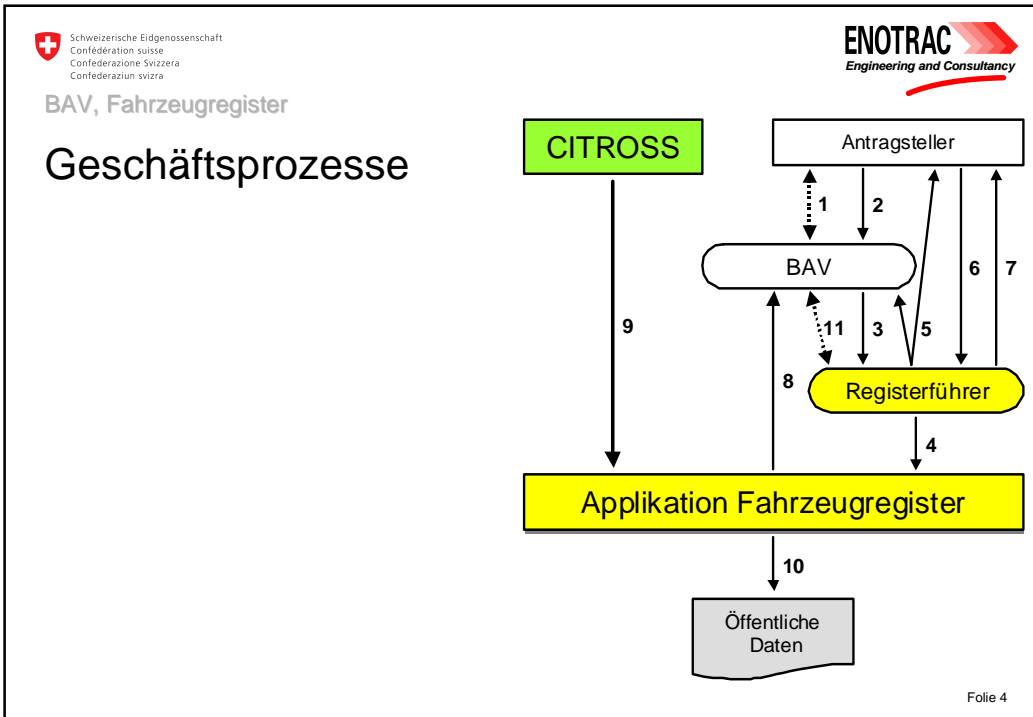 Schweizerische Eidgenossenschaft
Confédération suisse
Confederazione Svizzera
Confederaziun svizra
ENOTRAC
Engineering and Consultancy
BAV, Fahrzeugregister
Geschäftsprozesse
CITROSS
Antragsteller
1
2
BAV
6
7
9
11
3
5
8
Registerführer
4
Applikation Fahrzeugregister
10
Öffentliche
Daten
Folie 4